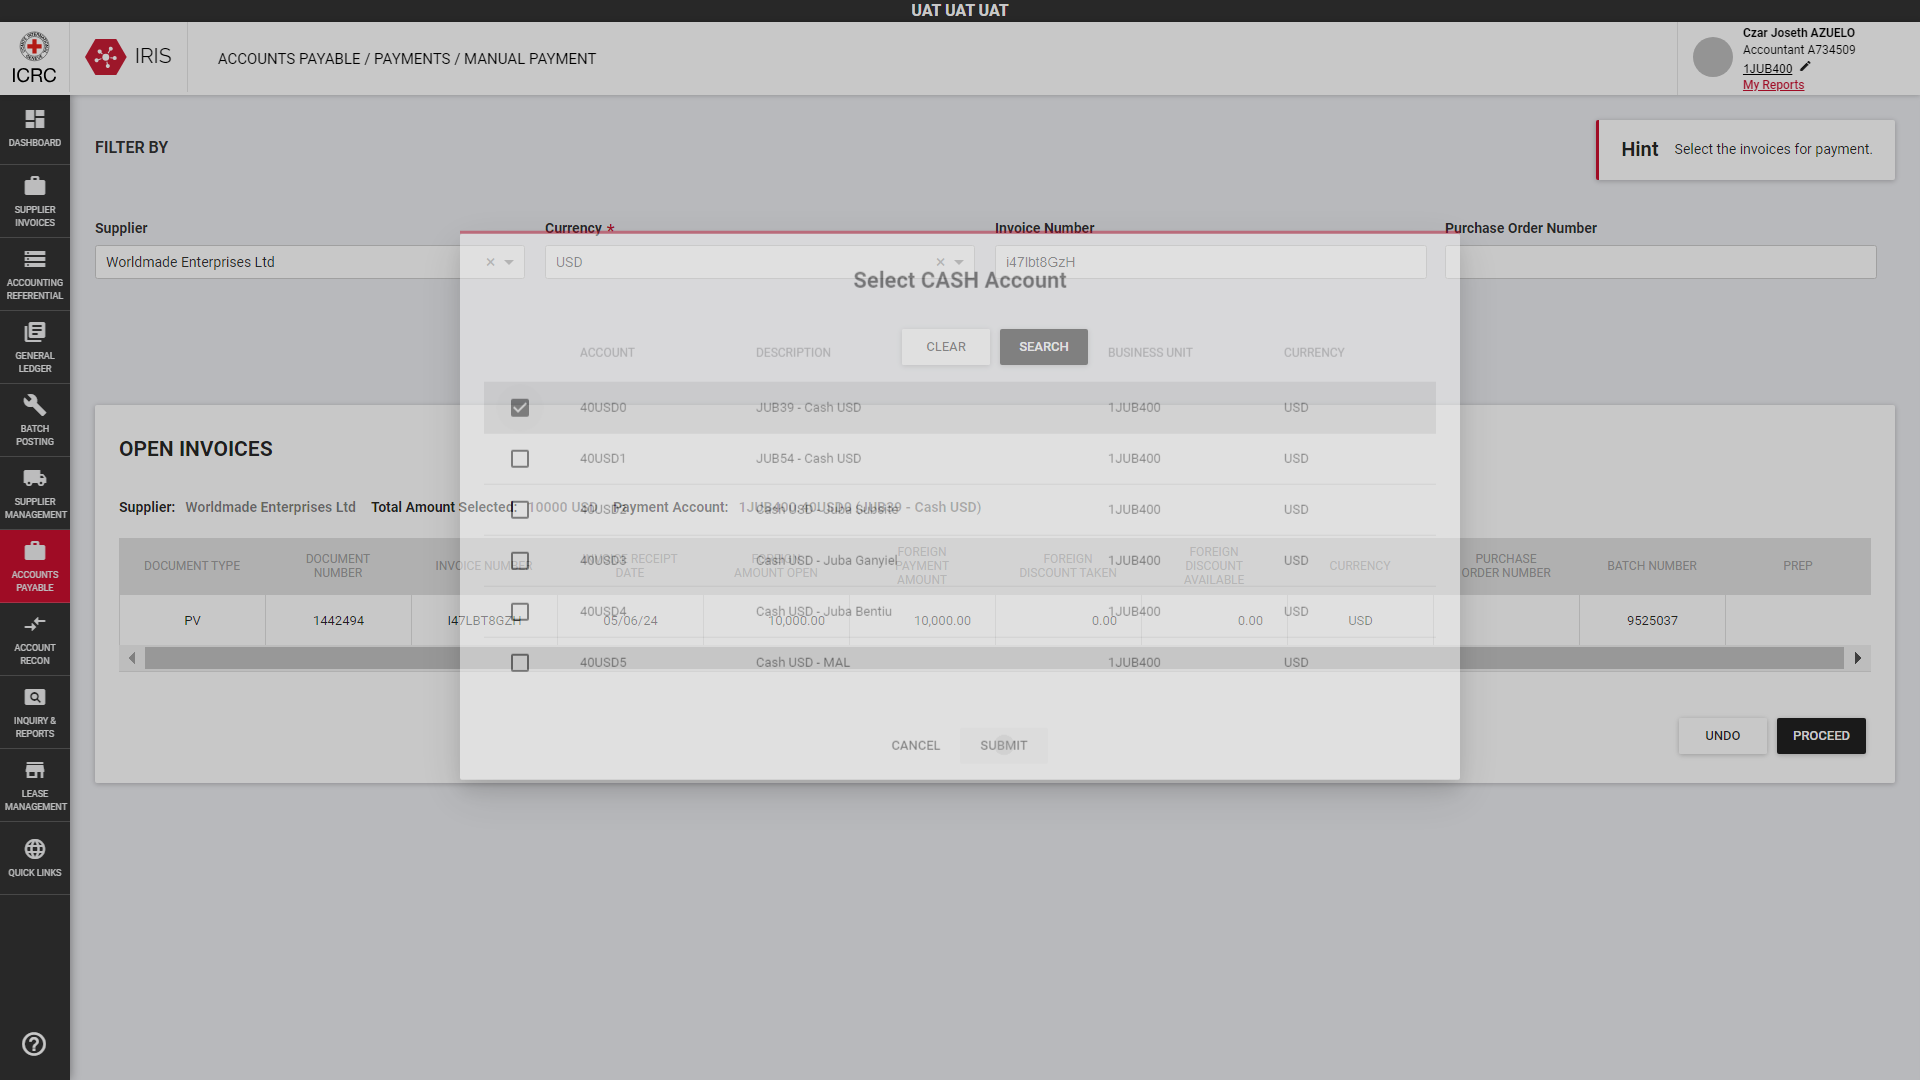 UAT UAT UAT
ICRC
IRIS
ACCOUNTS PAYABLE / PAYMENTS / MANUAL PAYMENT
Czar Joseth AZUELO
Accountant A734509
1JUB400
My Reports
DASHBOARD
SUPPLIER
INVOICES
ACCOUNTING
REFERENTIAL
GENERAL
LEDGER
BATCH
POSTING
SUPPLIER
MANAGEMENT
ACCOUNTS
PAYABLE
ACCOUNT
RECON
INQUIRY &
REPORTS
LEASE
MANAGEMENT
QUICK LINKS
FILTER BY
Hint Select the invoices for payment.
Supplier Currency * Invoice Number Purchase Order Number
Worldmade Enterprises Ltd USD i47lbt8GzH
Select CASH Account
CLEAR SEARCH
ACCOUNT DESCRIPTION BUSINESS UNIT CURRENCY
40USD0 JUB39 - Cash USD 1JUB400 USD
40USD1 JUB54 - Cash USD 1JUB400 USD
40USD2 Cash USD - Juba Subsite 1JUB400 USD
40USD3 Cash USD - Juba Ganyiel 1JUB400 USD
40USD4 Cash USD - Juba Bentiu 1JUB400 USD
40USD5 Cash USD - MAL 1JUB400 USD
CANCEL SUBMIT
OPEN INVOICES
Supplier: Worldmade Enterprises Ltd Total Amount Selected: 10000 USD Payment Account: 1JUB400.40USD0 (JUB39 - Cash USD)
DOCUMENT TYPE DOCUMENT NUMBER INVOICE NUMBER INVOICE RECEIPT DATE FOREIGN AMOUNT OPEN FOREIGN PAYMENT AMOUNT FOREIGN DISCOUNT TAKEN FOREIGN DISCOUNT AVAILABLE CURRENCY PURCHASE ORDER NUMBER BATCH NUMBER PREP
PV 1442494 I47LBT8GZH 05/06/24 10,000.00 10,000.00 0.00 0.00 USD 9525037
UNDO PROCEED